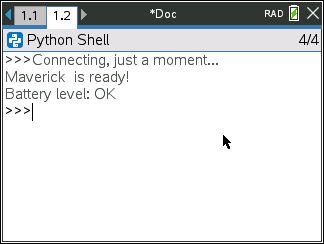 1.1 1.2 *Doc RAD
Python Shell 4/4
>>>Connecting, just a moment...
Maverick  is ready!
Battery level: OK
>>>